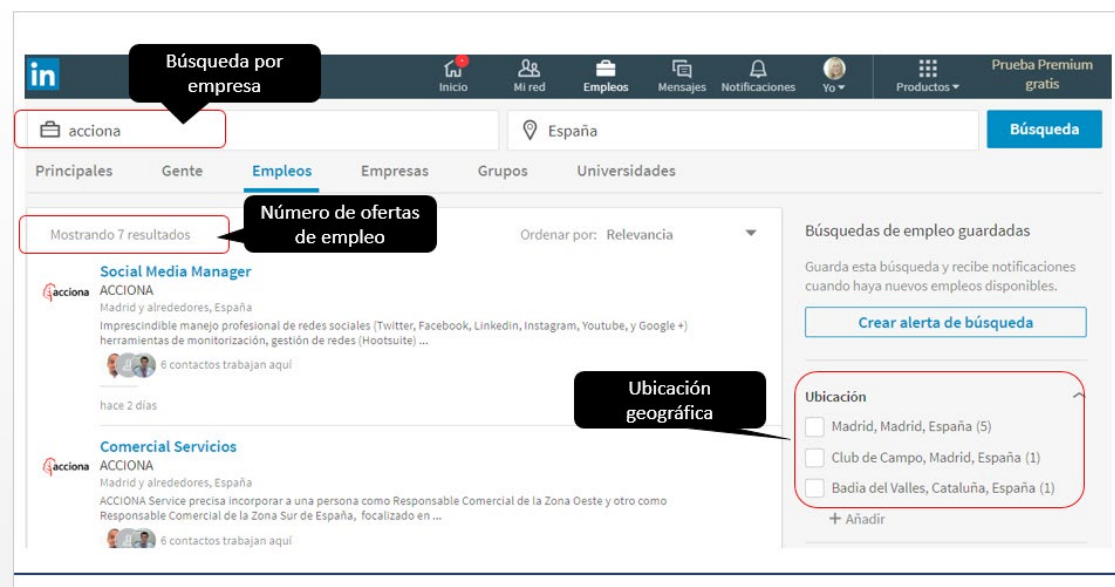 Búsqueda por
empresa
in
Inicio
Mi red
Empleos
Mensajes
Notificaciones
Yo
Productos
Prueba Premium
gratis
acciona
España
Búsqueda
Principales
Gente
Empleos
Empresas
Grupos
Universidades
Número de ofertas
de empleo
Mostrando 7 resultados
Ordenar por: Relevancia
acciona
Social Media Manager
ACCIONA
Madrid y alrededores, España
Imprescindible manejo profesional de redes sociales (Twitter, Facebook, Linkedin, Instagram, Youtube, y Google +)
herramientas de monitorización, gestión de redes (Hootsuite) ...
6 contactos trabajan aquí
hace 2 días
acciona
Comercial Servicios
ACCIONA
Madrid y alrededores, España
ACCIONA Service precisa incorporar a una persona como Responsable Comercial de la Zona Oeste y otro como
Responsable Comercial de la Zona Sur de España, focalizado en ...
6 contactos trabajan aquí
Búsquedas de empleo guardadas
Guarda esta búsqueda y recibe notificaciones
cuando haya nuevos empleos disponibles.
Crear alerta de búsqueda
Ubicación
geográfica
Ubicación
Madrid, Madrid, España (5)
Club de Campo, Madrid, España (1)
Badia del Valles, Cataluña, España (1)
+ Añadir